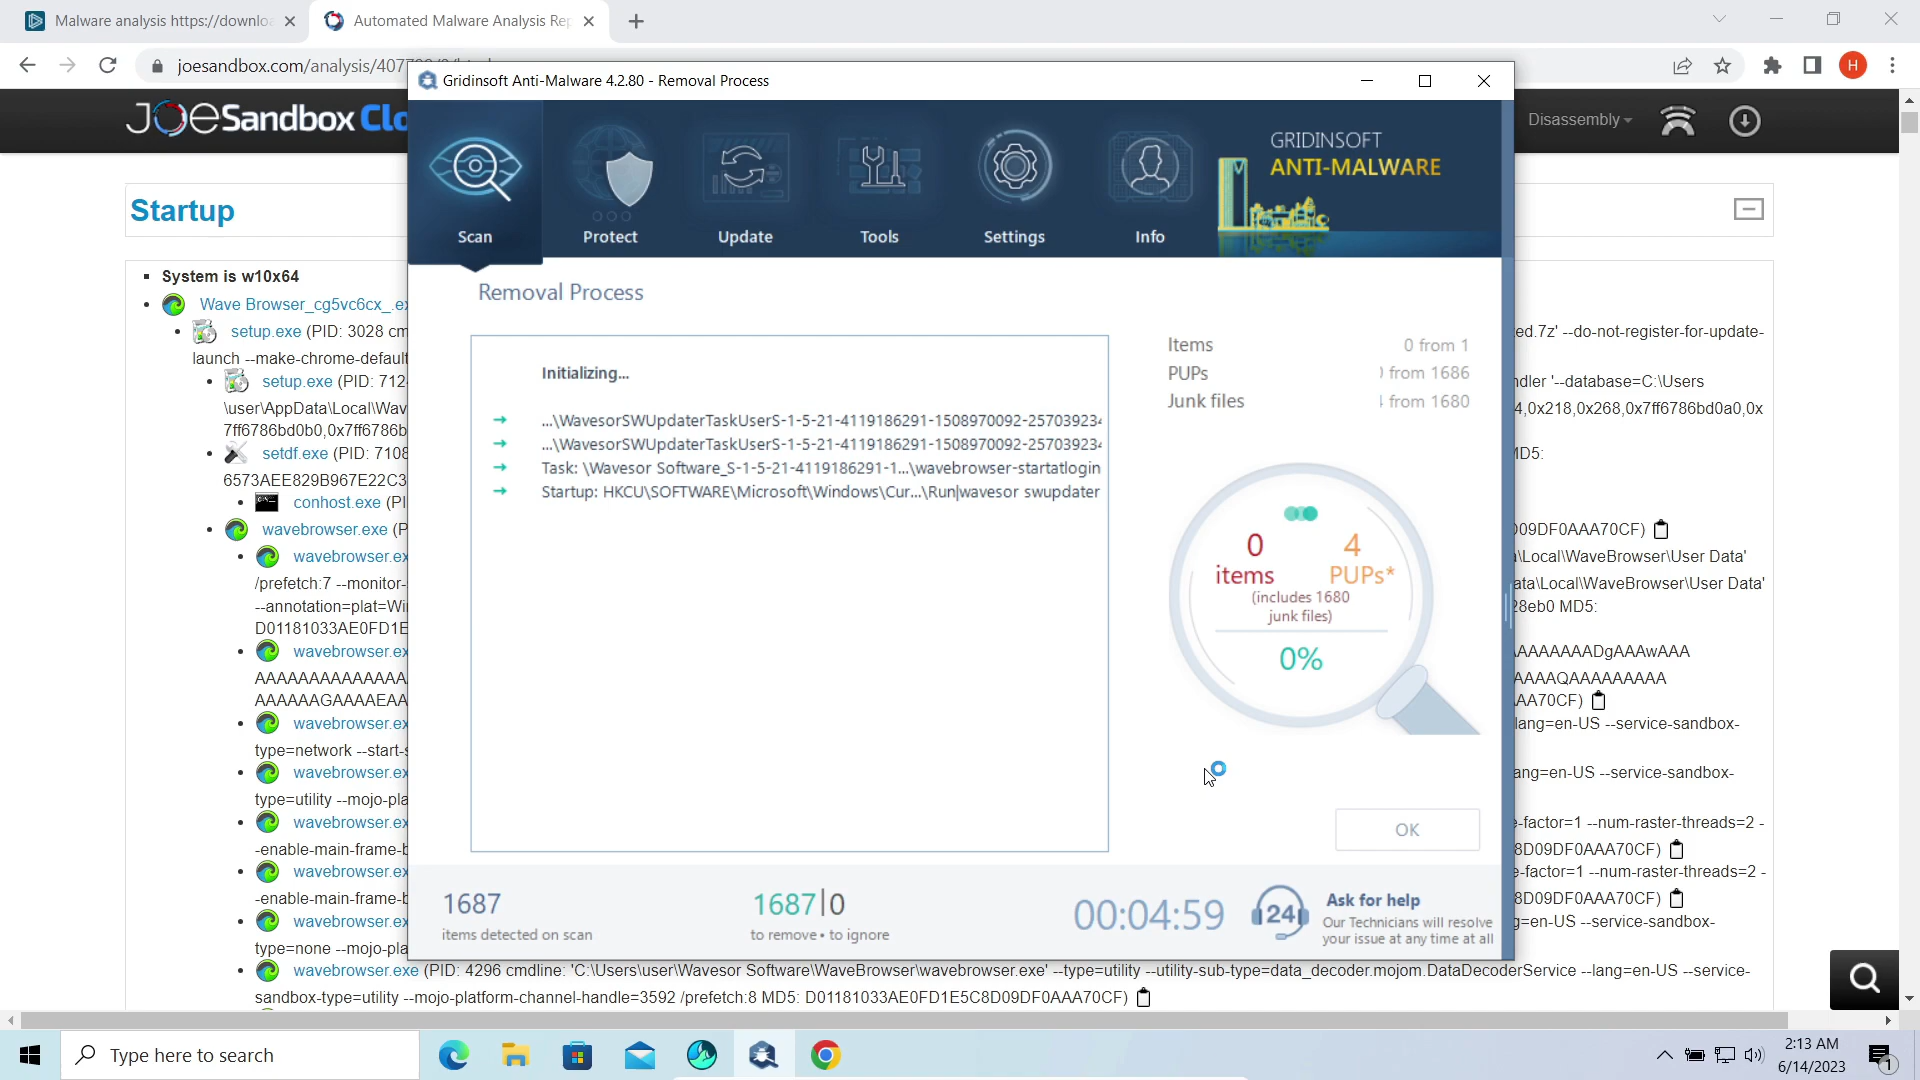 Malware analysis https://downlo
Automated Malware Analysis Rep
joesandbox.com/analysis/407
H
JOESandbox Clo
Disassembly
Startup
System is w10x64
Wave Browser_cg5vc6cx_.ex
setup.exe (PID: 3028 cm
ed.7z' --do-not-register-for-update-
launch --make-chrome-default
setup.exe (PID: 712
ndler '--database=C:\Users
\user\AppData\Local\Wav
4,0x218,0x268,0x7ff6786bd0a0,0x
7ff6786bd0b0,0x7ff6786b
setdf.exe (PID: 7108
MD5:
6573AEE829B967E22C3
conhost.exe (PI
wavebrowser.exe (P
09DF0AAA70CF)
wavebrowser.ex
\Local\WaveBrowser\User Data'
/prefetch:7 --monitor-
ata\Local\WaveBrowser\User Data'
--annotation=plat=Wi
28eb0 MD5:
D01181033AE0FD1E
wavebrowser.ex
AAAAAAAADgAAAwAAA
AAAAAAAAAAAAAA
AAAAQAAAAAAAAA
AAAAAAGAAAAEAA
AA70CF)
wavebrowser.ex
lang=en-US --service-sandbox-
type=network --start-s
wavebrowser.ex
ang=en-US --service-sandbox-
type=utility --mojo-pla
wavebrowser.ex
e-factor=1 --num-raster-threads=2 -
-enable-main-frame-b
8D09DF0AAA70CF)
wavebrowser.ex
e-factor=1 --num-raster-threads=2 -
-enable-main-frame-b
8D09DF0AAA70CF)
wavebrowser.ex
g=en-US --service-sandbox-
type=none --mojo-pla
wavebrowser.exe (PID: 4296 cmdline: 'C:\Users\user\Wavesor Software\WaveBrowser\wavebrowser.exe' --type=utility --utility-sub-type=data_decoder.mojom.DataDecoderService --lang=en-US --service-
sandbox-type=utility --mojo-platform-channel-handle=3592 /prefetch:8 MD5: D01181033AE0FD1E5C8D09DF0AAA70CF)
Gridinsoft Anti-Malware 4.2.80 - Removal Process
Scan
Protect
Update
Tools
Settings
Info
GRIDINSOFT
ANTI-MALWARE
Removal Process
Initializing...
...\WavesorSWUpdaterTaskUserS-1-5-21-4119186291-1508970092-257039234
...\WavesorSWUpdaterTaskUserS-1-5-21-4119186291-1508970092-257039234
Task: \Wavesor Software_S-1-5-21-4119186291-1...\wavebrowser-startatlogin
Startup: HKCU\SOFTWARE\Microsoft\Windows\Cur...\Run|wavesor swupdater
Items 0 from 1
PUPs from 1686
Junk files from 1680
0 items
4 PUPs*
(includes 1680
junk files)
0%
OK
1687
items detected on scan
1687|0
to remove • to ignore
00:04:59
24
Ask for help
Our Technicians will resolve
your issue at any time at all
Type here to search
2:13 AM
6/14/2023
1